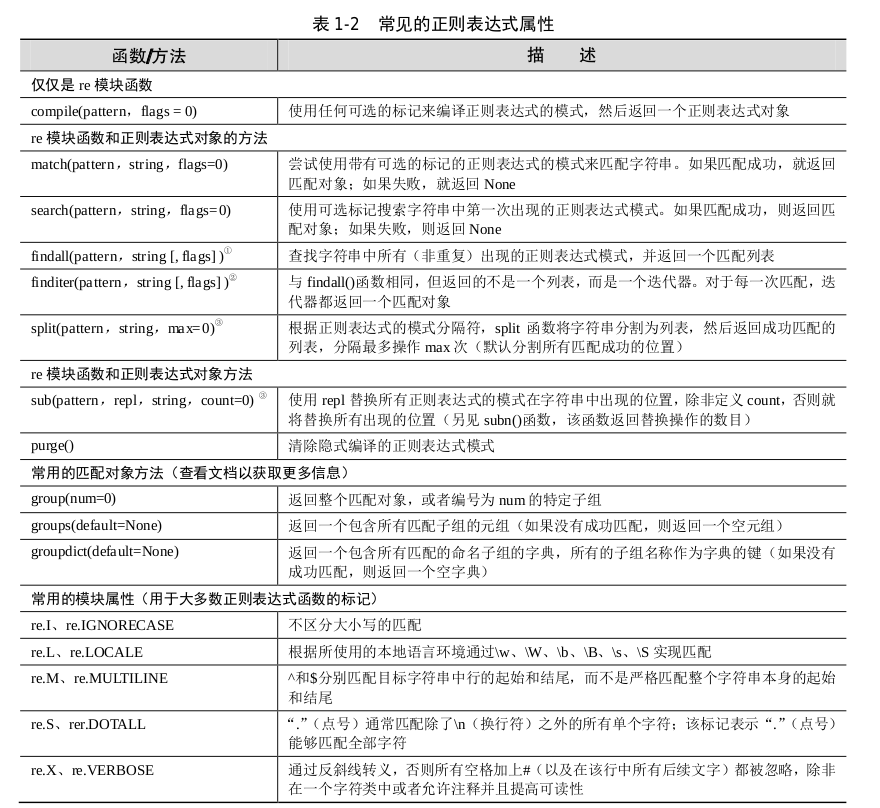 表 1-2 常见的正则表达式属性
函数/方法 描 述
仅仅是 re 模块函数
compile(pattern，flags = 0) 使用任何可选的标记来编译正则表达式的模式，然后返回一个正则表达式对象
re 模块函数和正则表达式对象的方法
match(pattern，string，flags=0) 尝试使用带有可选的标记的正则表达式的模式来匹配字符串。如果匹配成功，就返回
匹配对象；如果失败，就返回 None
search(pattern，string，flags=0) 使用可选标记搜索字符串中第一次出现的正则表达式模式。如果匹配成功，则返回匹
配对象；如果失败，则返回 None
findall(pattern，string [, flags] )① 查找字符串中所有（非重复）出现的正则表达式模式，并返回一个匹配列表
finditer(pattern，string [, flags] )② 与 findall()函数相同，但返回的不是一个列表，而是一个迭代器。对于每一次匹配，迭
代器都返回一个匹配对象
split(pattern，string，max=0)③ 根据正则表达式的模式分隔符，split 函数将字符串分割为列表，然后返回成功匹配的
列表，分隔最多操作 max 次（默认分割所有匹配成功的位置）
re 模块函数和正则表达式对象方法
sub(pattern，repl，string，count=0) ③ 使用 repl 替换所有正则表达式的模式在字符串中出现的位置，除非定义 count，否则就
将替换所有出现的位置（另见 subn()函数，该函数返回替换操作的数目）
purge() 清除隐式编译的正则表达式模式
常用的匹配对象方法（查看文档以获取更多信息）
group(num=0) 返回整个匹配对象，或者编号为 num 的特定子组
groups(default=None) 返回一个包含所有匹配子组的元组（如果没有成功匹配，则返回一个空元组）
groupdict(default=None) 返回一个包含所有匹配的命名子组的字典，所有的子组名称作为字典的键（如果没有
成功匹配，则返回一个空字典）
常用的模块属性（用于大多数正则表达式函数的标记）
re.I、re.IGNORECASE 不区分大小写的匹配
re.L、re.LOCALE 根据所使用的本地语言环境通过\w、\W、\b、\B、\s、\S 实现匹配
re.M、re.MULTILINE ^和$分别匹配目标字符串中行的起始和结尾，而不是严格匹配整个字符串本身的起始
和结尾
re.S、rer.DOTALL “.”（点号）通常匹配除了\n（换行符）之外的所有单个字符；该标记表示“.”（点号）
能够匹配全部字符
re.X、re.VERBOSE 通过反斜线转义，否则所有空格加上#（以及在该行中所有后续文字）都被忽略，除非
在一个字符类中或者允许注释并且提高可读性